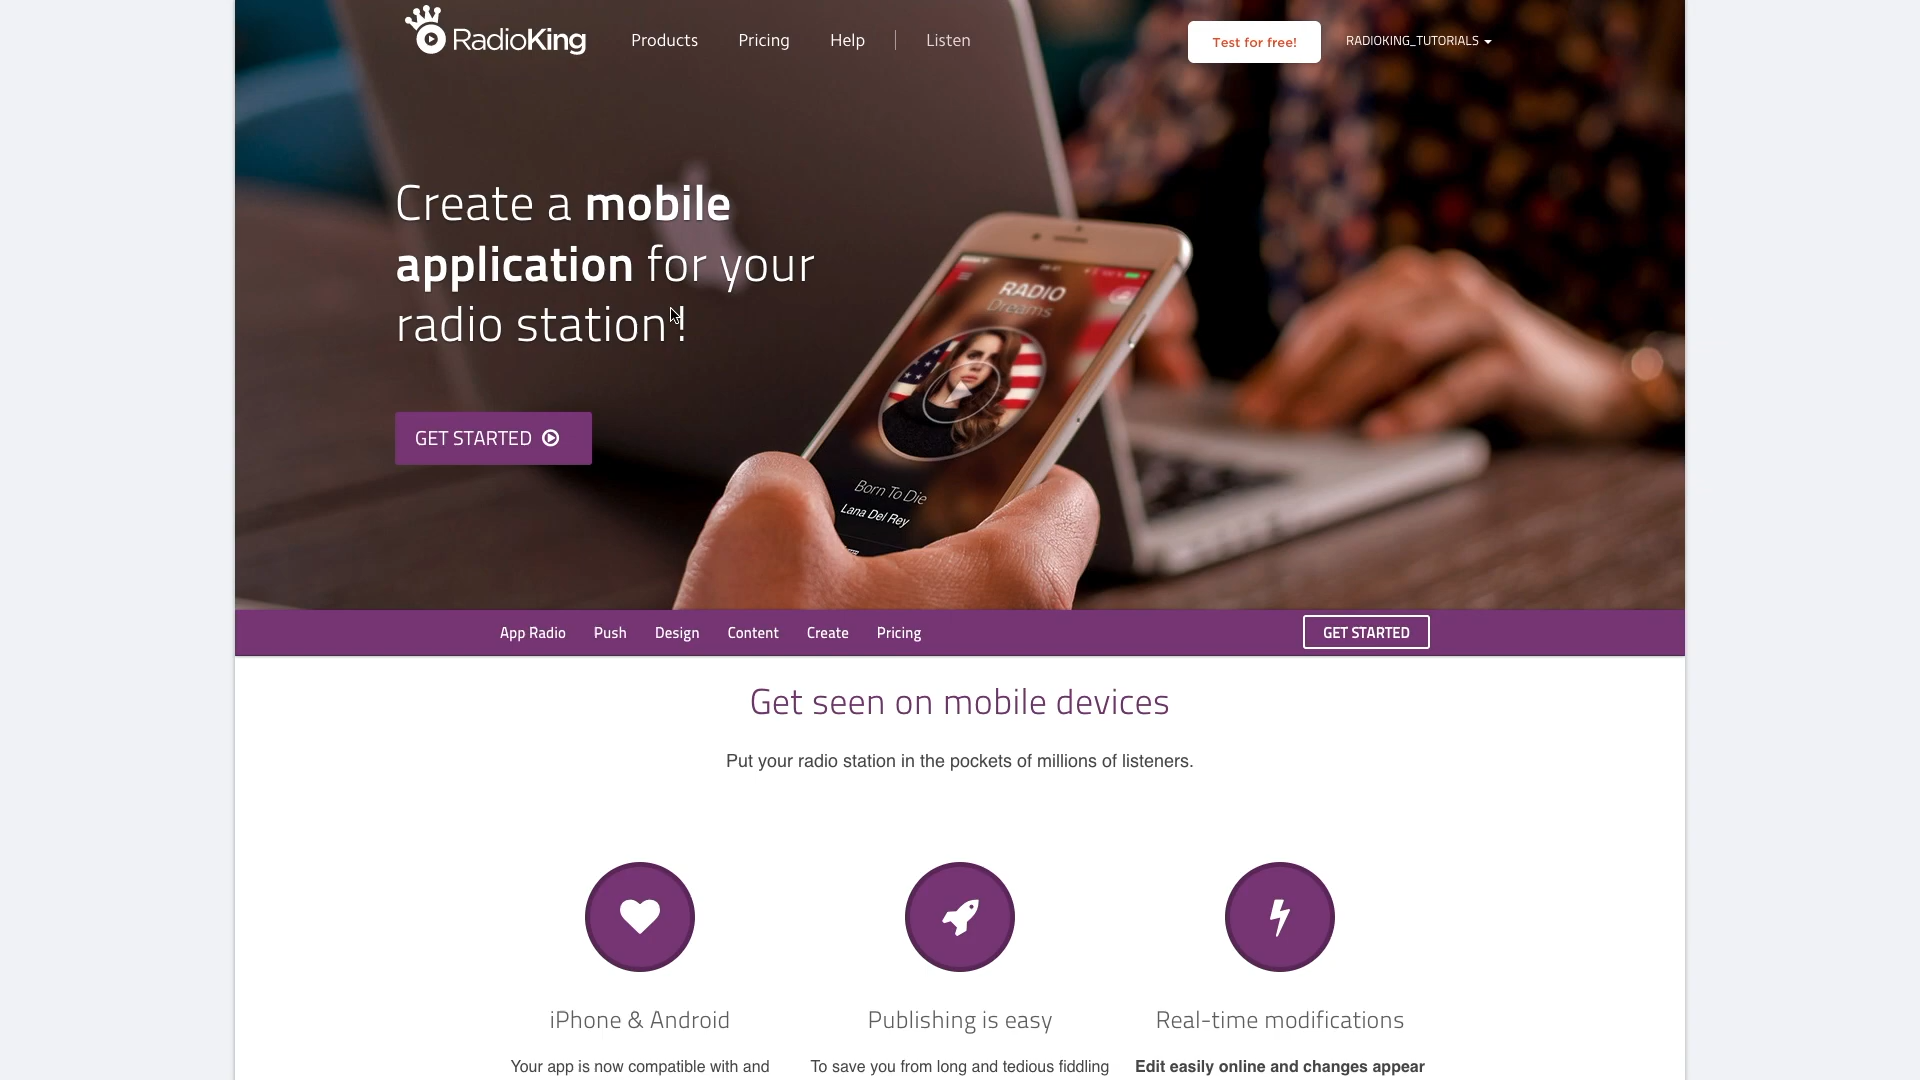 RadioKing
Products
Pricing
Help
Listen
Test for free!
RADIOKING_TUTORIALS
Create a mobile
application for your
radio station !
GET STARTED
RADIO
Dreams
Born To Die
Lana Del Rey
App Radio
Push
Design
Content
Create
Pricing
GET STARTED
Get seen on mobile devices
Put your radio station in the pockets of millions of listeners.
iPhone & Android
Publishing is easy
Real-time modifications
Your app is now compatible with and
To save you from long and tedious fiddling
Edit easily online and changes appear